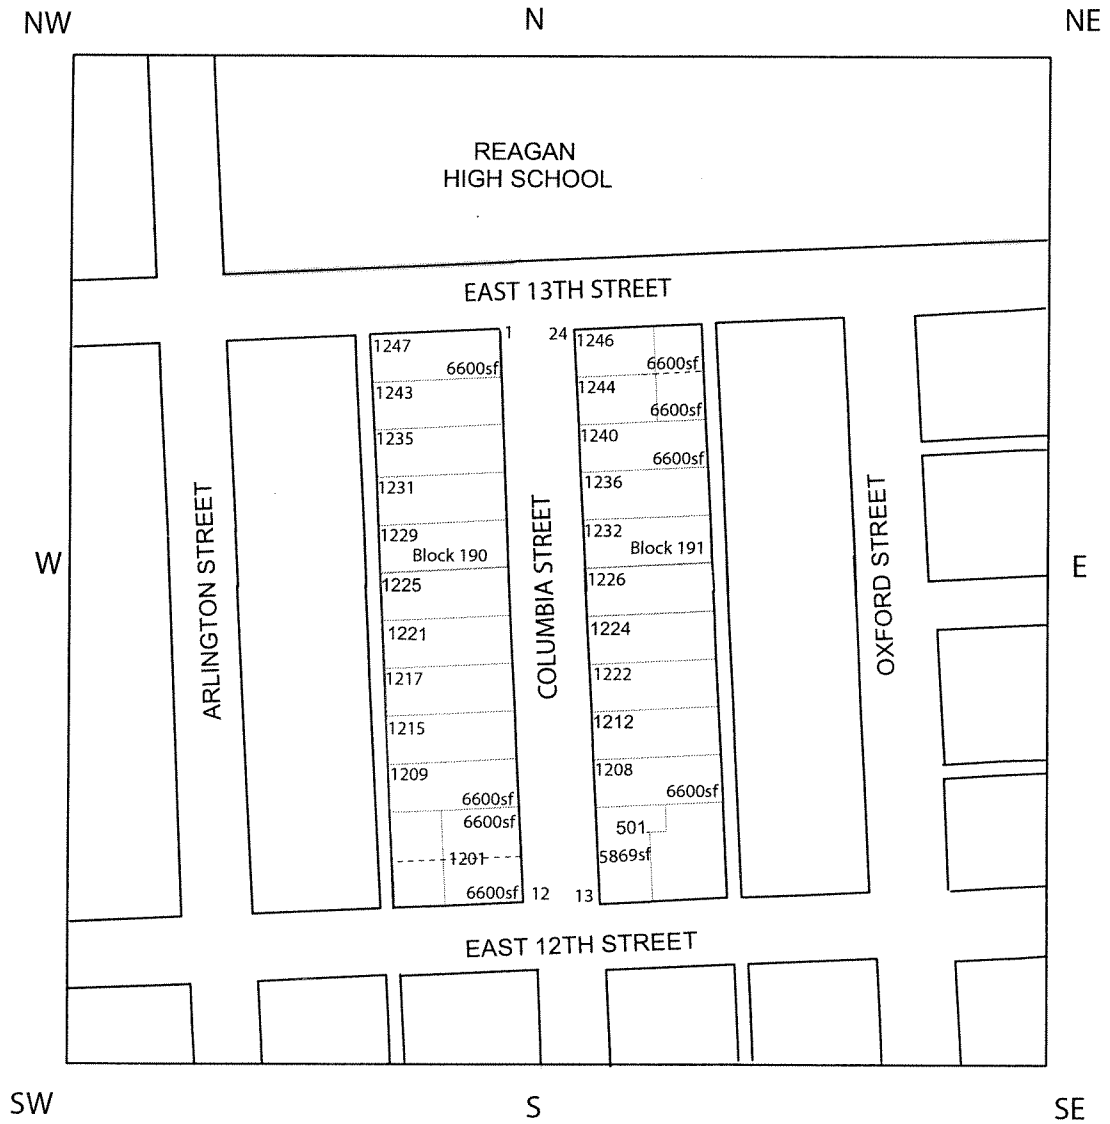 NW
N
NE
REAGAN
HIGH SCHOOL
EAST 13TH STREET
1
24
1247
6600sf
1243
1235
1231
1229
Block 190
1225
1221
1217
1215
1209
6600sf
6600sf
1201
6600sf
12
1246
6600sf
1244
6600sf
1240
6600sf
1236
1232
Block 191
1226
1224
1222
1212
1208
6600sf
501
5869sf
13
W
ARLINGTON STREET
COLUMBIA STREET
OXFORD STREET
E
EAST 12TH STREET
SW
S
SE